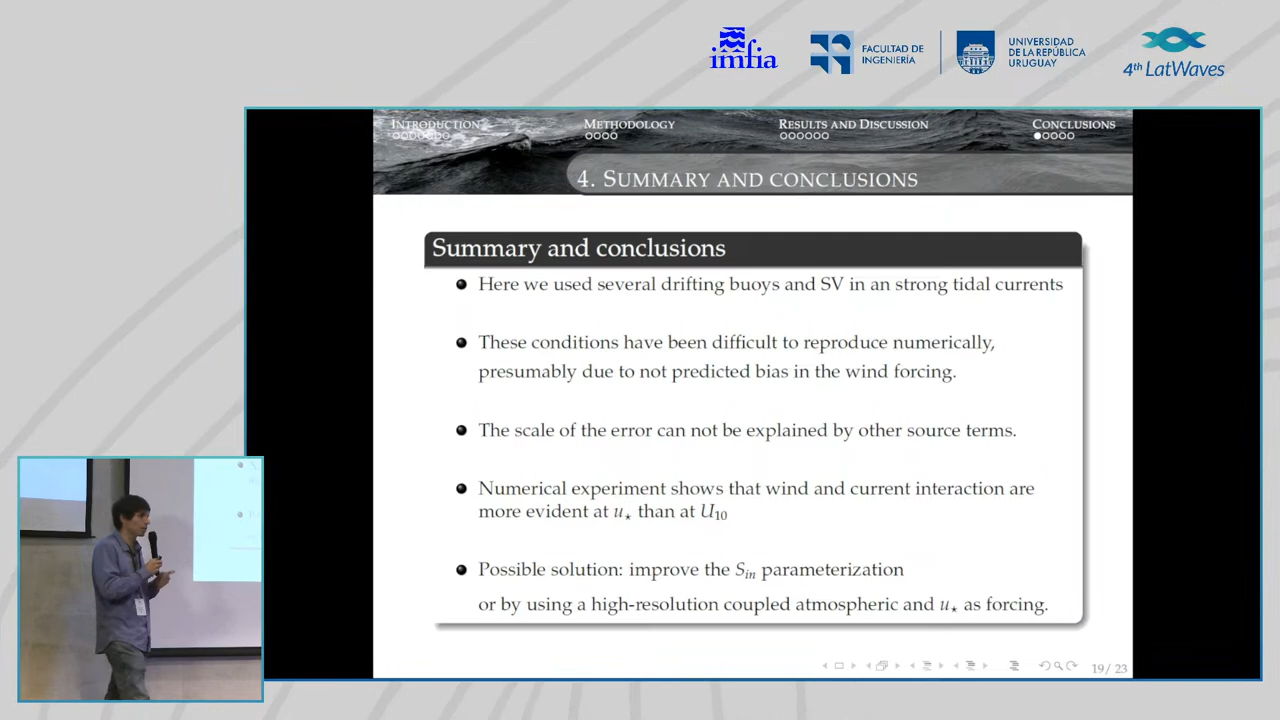 imfia
FACULTAD DE
INGENIERÍA
UNIVERSIDAD
DE LA REPÚBLICA
URUGUAY
4th LatWaves
INTRODUCTION
METHODOLOGY
RESULTS AND DISCUSSION
CONCLUSIONS
4. SUMMARY AND CONCLUSIONS
Summary and conclusions
Here we used several drifting buoys and SV in an strong tidal currents
These conditions have been difficult to reproduce numerically,
presumably due to not predicted bias in the wind forcing.
The scale of the error can not be explained by other source terms.
Numerical experiment shows that wind and current interaction are
more evident at u⋆ than at U10
Possible solution: improve the Sin parameterization
or by using a high-resolution coupled atmospheric and u⋆ as forcing.
19/ 23